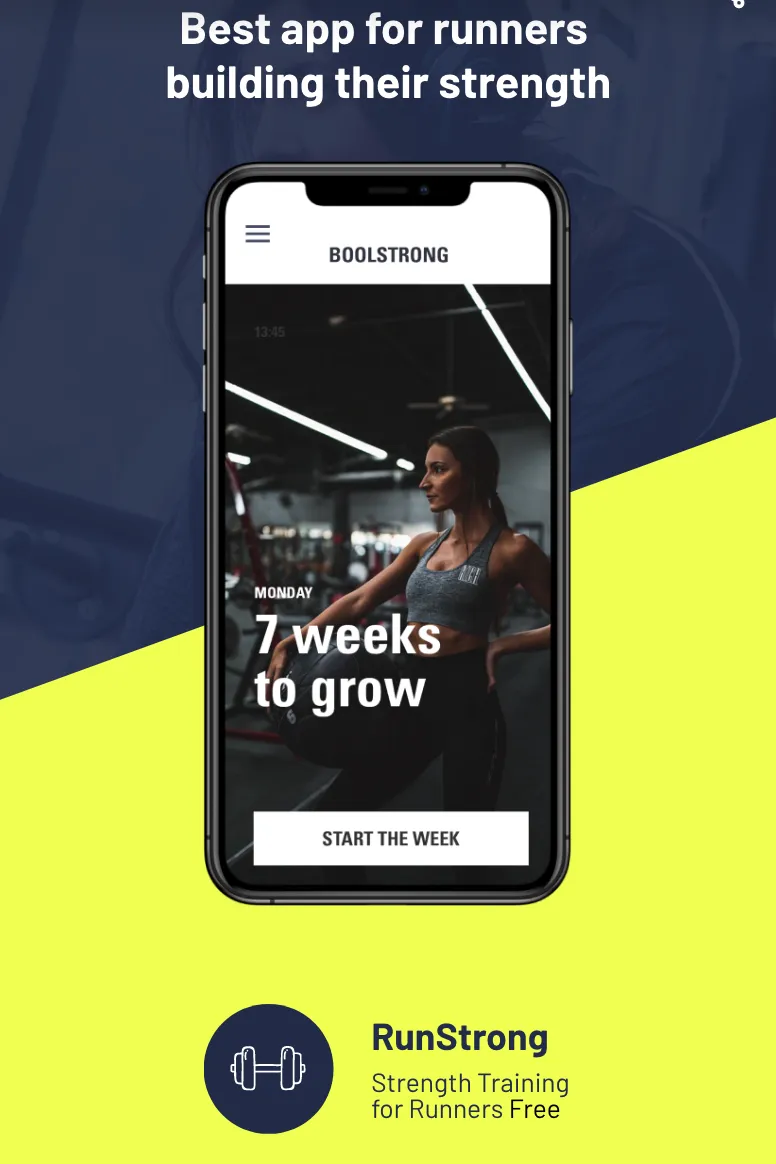 Best app for runners
building their strength
BOOLSTRONG
13:45
MONDAY
7 weeks
to grow
START THE WEEK
RunStrong
Strength Training
for Runners Free